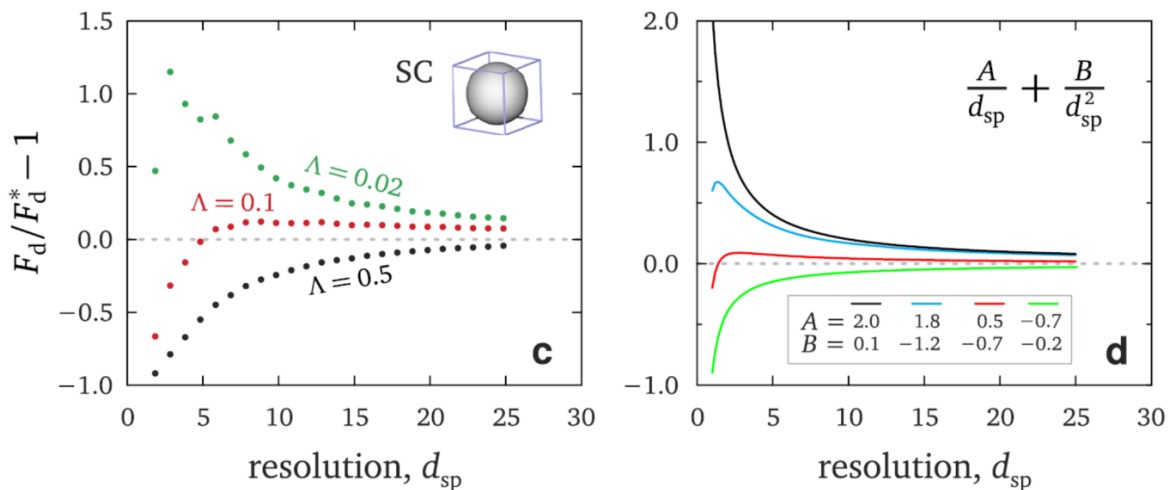 F_d/F_d^* − 1
1.5
1.0
0.5
0.0
−0.5
−1.0
SC
Λ = 0.02
Λ = 0.1
Λ = 0.5
c
0 5 10 15 20 25 30
resolution, d_sp
2.0
1.0
0.0
−1.0
A/d_sp + B/d_sp^2
A = 2.0 1.8 0.5 −0.7
B = 0.1 −1.2 −0.7 −0.2
d
0 5 10 15 20 25 30
resolution, d_sp